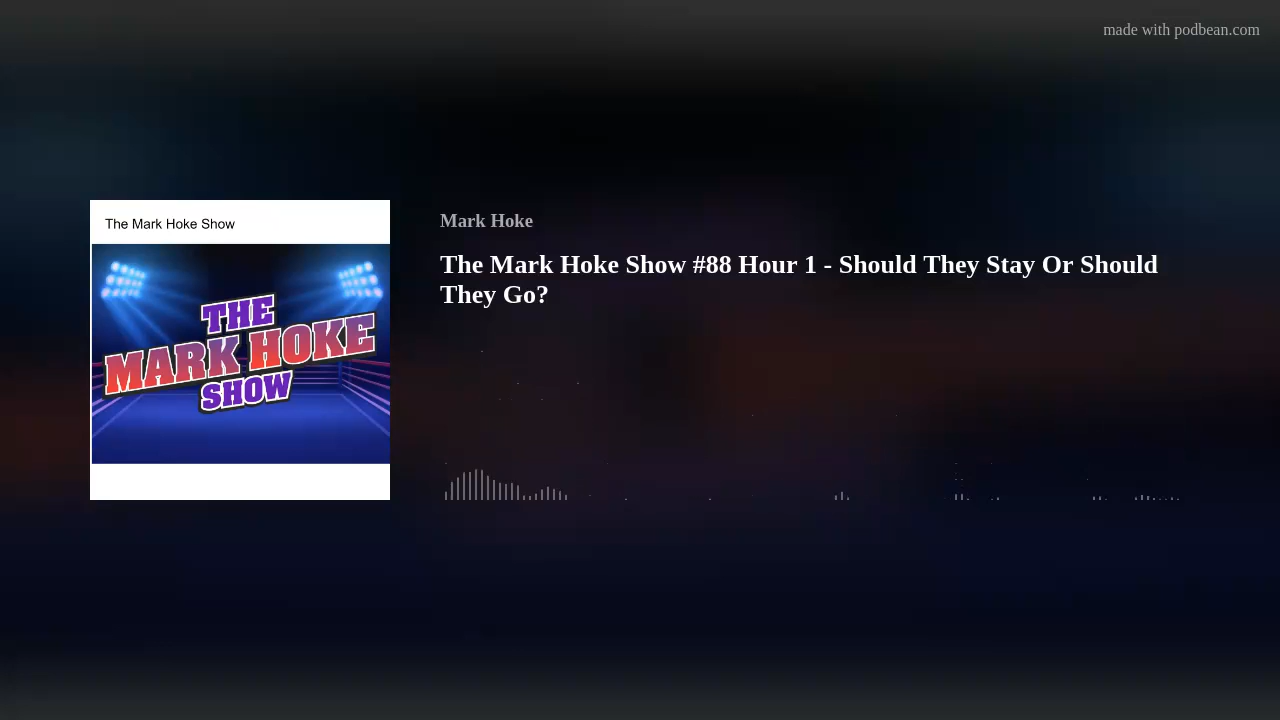 made with podbean.com
The Mark Hoke Show
THE
MARK HOKE
SHOW
Mark Hoke
The Mark Hoke Show #88 Hour 1 - Should They Stay Or Should
They Go?